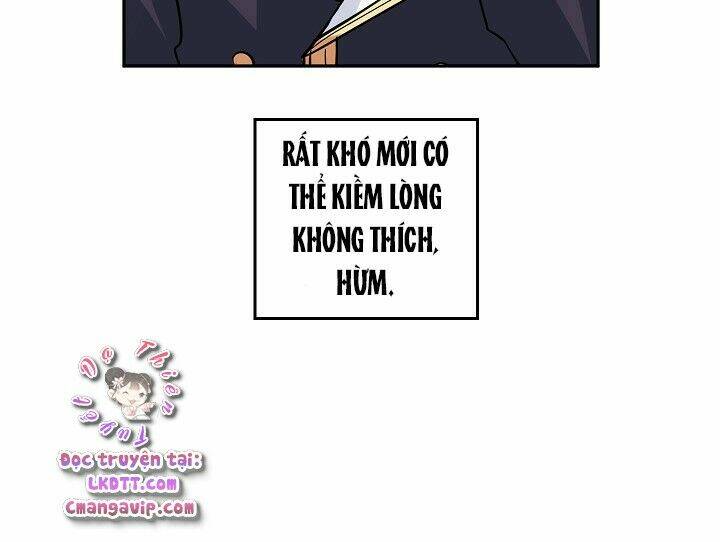 RẤT KHÓ MỚI CÓ
THỂ KIỀM LÒNG
KHÔNG THÍCH,
HỪM.
Dạ Thiên
Tuyết
Đọc truyện tại:
LKDTT.com
Cmangavip.com